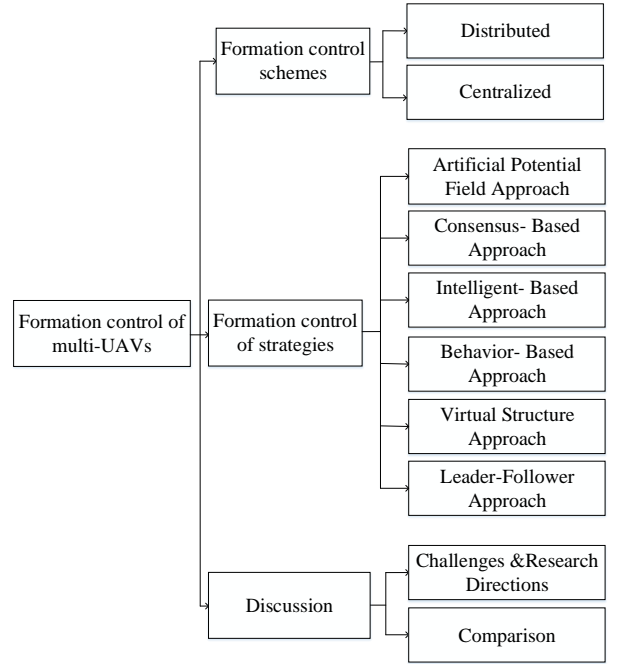 Formation control of
multi-UAVs
Formation control
schemes
Distributed
Centralized
Formation control
of strategies
Artificial Potential
Field Approach
Consensus- Based
Approach
Intelligent- Based
Approach
Behavior- Based
Approach
Virtual Structure
Approach
Leader-Follower
Approach
Discussion
Challenges &Research
Directions
Comparison